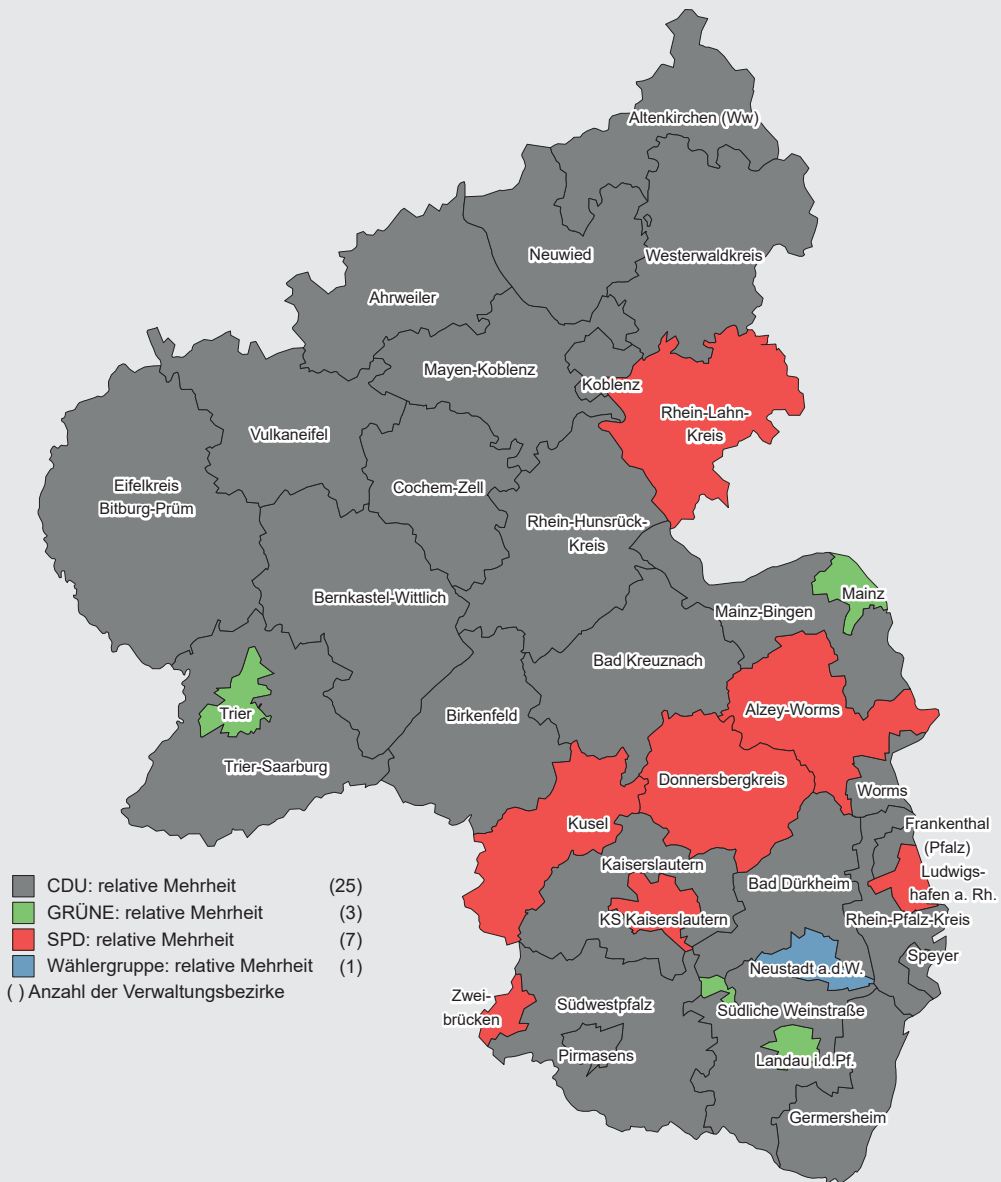 Altenkirchen (Ww)
Neuwied
Westerwaldkreis
Ahrweiler
Mayen-Koblenz
Koblenz
Rhein-Lahn-
Kreis
Vulkaneifel
Eifelkreis
Bitburg-Prüm
Cochem-Zell
Rhein-Hunsrück-
Kreis
Bernkastel-Wittlich
Mainz
Mainz-Bingen
Bad Kreuznach
Trier
Birkenfeld
Alzey-Worms
Trier-Saarburg
Donnersbergkreis
Worms
Kusel
Frankenthal
(Pfalz)
Kaiserslautern
Ludwigs-
hafen a. Rh.
Bad Dürkheim
KS Kaiserslautern
Rhein-Pfalz-Kreis
Speyer
Neustadt a.d.W.
Zwei-
brücken
Südwestpfalz
Südliche Weinstraße
Pirmasens
Landau i.d.Pf.
Germersheim
CDU: relative Mehrheit (25)
GRÜNE: relative Mehrheit (3)
SPD: relative Mehrheit (7)
Wählergruppe: relative Mehrheit (1)
( ) Anzahl der Verwaltungsbezirke